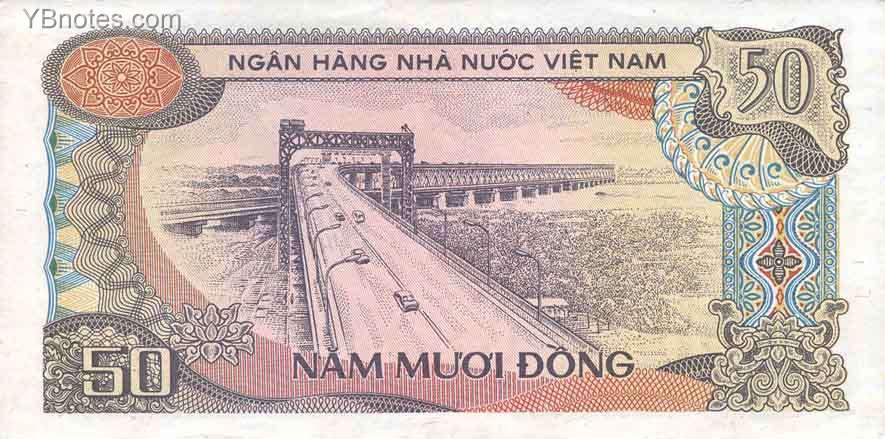 YBnotes.com
NGÂN HÀNG NHÀ NƯỚC VIỆT NAM
50
50
NĂM MƯƠI ĐỒNG